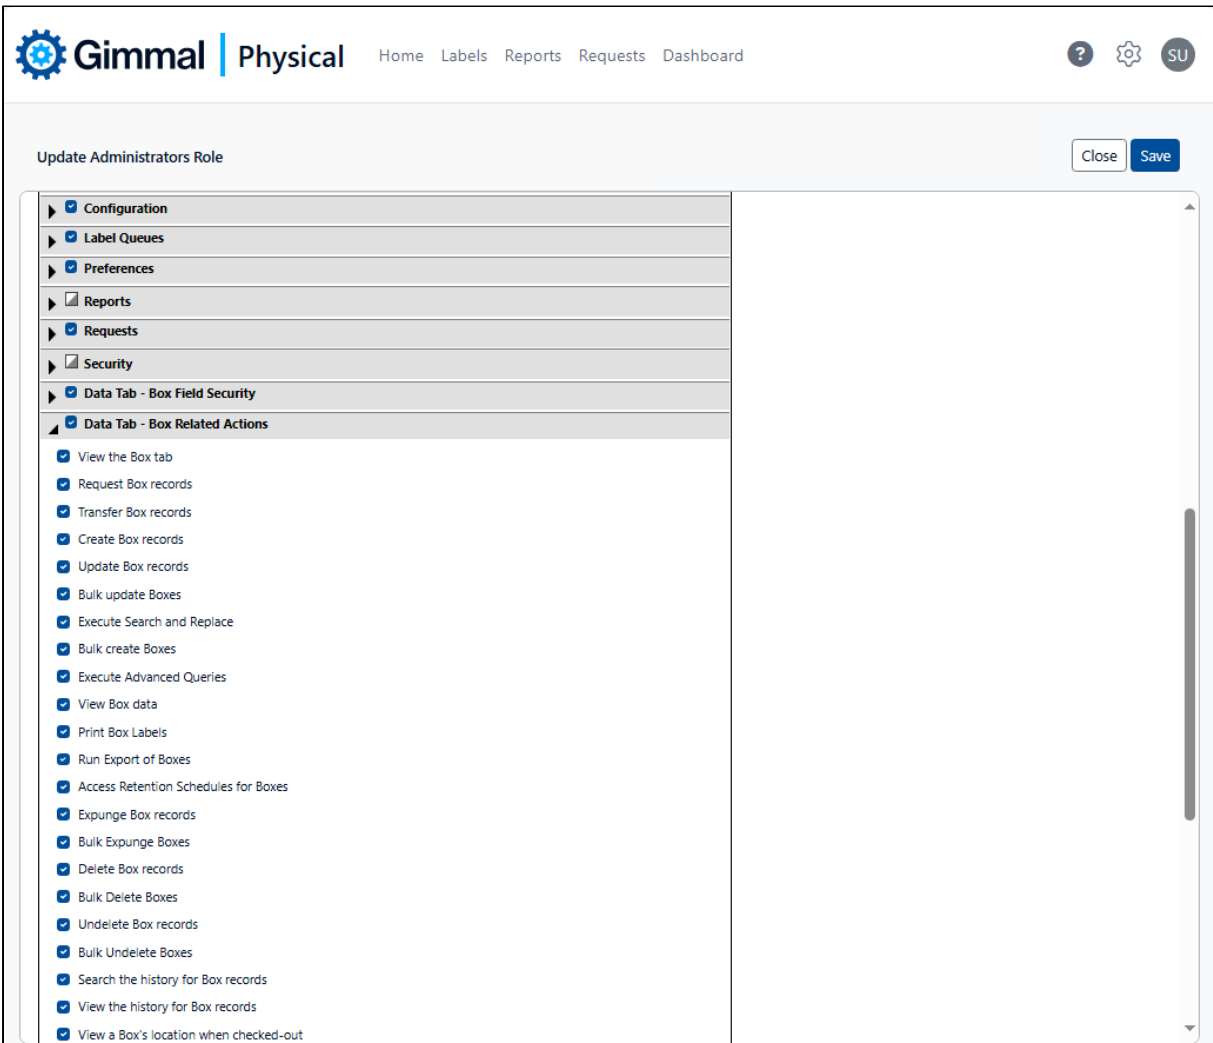 Gimmal | Physical Home Labels Reports Requests Dashboard ? SU
Update Administrators Role Close Save
Configuration
Label Queues
Preferences
Reports
Requests
Security
Data Tab - Box Field Security
Data Tab - Box Related Actions
View the Box tab
Request Box records
Transfer Box records
Create Box records
Update Box records
Bulk update Boxes
Execute Search and Replace
Bulk create Boxes
Execute Advanced Queries
View Box data
Print Box Labels
Run Export of Boxes
Access Retention Schedules for Boxes
Expunge Box records
Bulk Expunge Boxes
Delete Box records
Bulk Delete Boxes
Undelete Box records
Bulk Undelete Boxes
Search the history for Box records
View the history for Box records
View a Box's location when checked-out